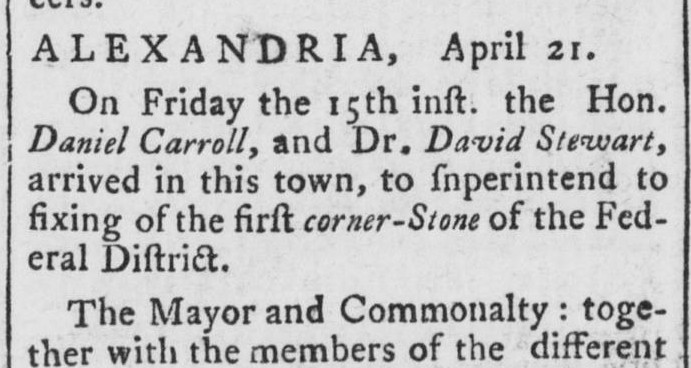 ALEXANDRIA, April 21.
On Friday the 15th inſt. the Hon.
Daniel Carroll, and Dr. David Stewart,
arrived in this town, to ſnperintend to
fixing of the firſt corner-Stone of the Fed-
eral Diſtrict.
The Mayor and Commonalty : toge-
ther with the members of the different